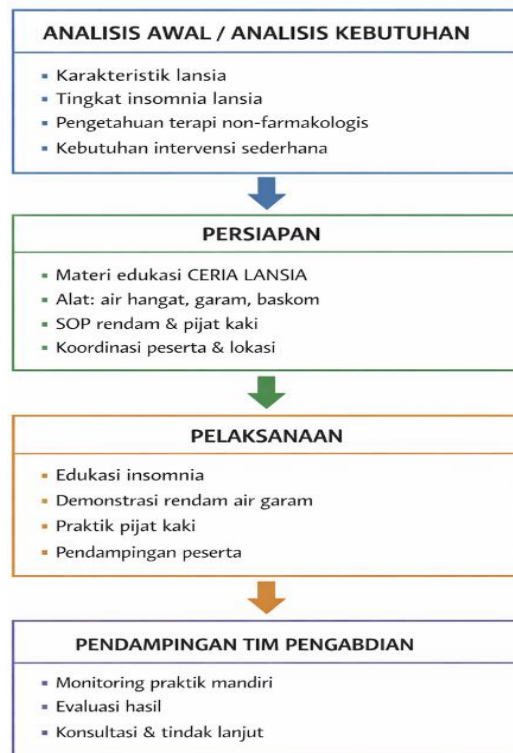 ANALISIS AWAL / ANALISIS KEBUTUHAN
▪ Karakteristik lansia
▪ Tingkat insomnia lansia
▪ Pengetahuan terapi non-farmakologis
▪ Kebutuhan intervensi sederhana
PERSIAPAN
▪ Materi edukasi CERIA LANSIA
▪ Alat: air hangat, garam, baskom
▪ SOP rendam & pijat kaki
▪ Koordinasi peserta & lokasi
PELAKSANAAN
▪ Edukasi insomnia
▪ Demonstrasi rendam air garam
▪ Praktik pijat kaki
▪ Pendampingan peserta
PENDAMPINGAN TIM PENGABDIAN
▪ Monitoring praktik mandiri
▪ Evaluasi hasil
▪ Konsultasi & tindak lanjut